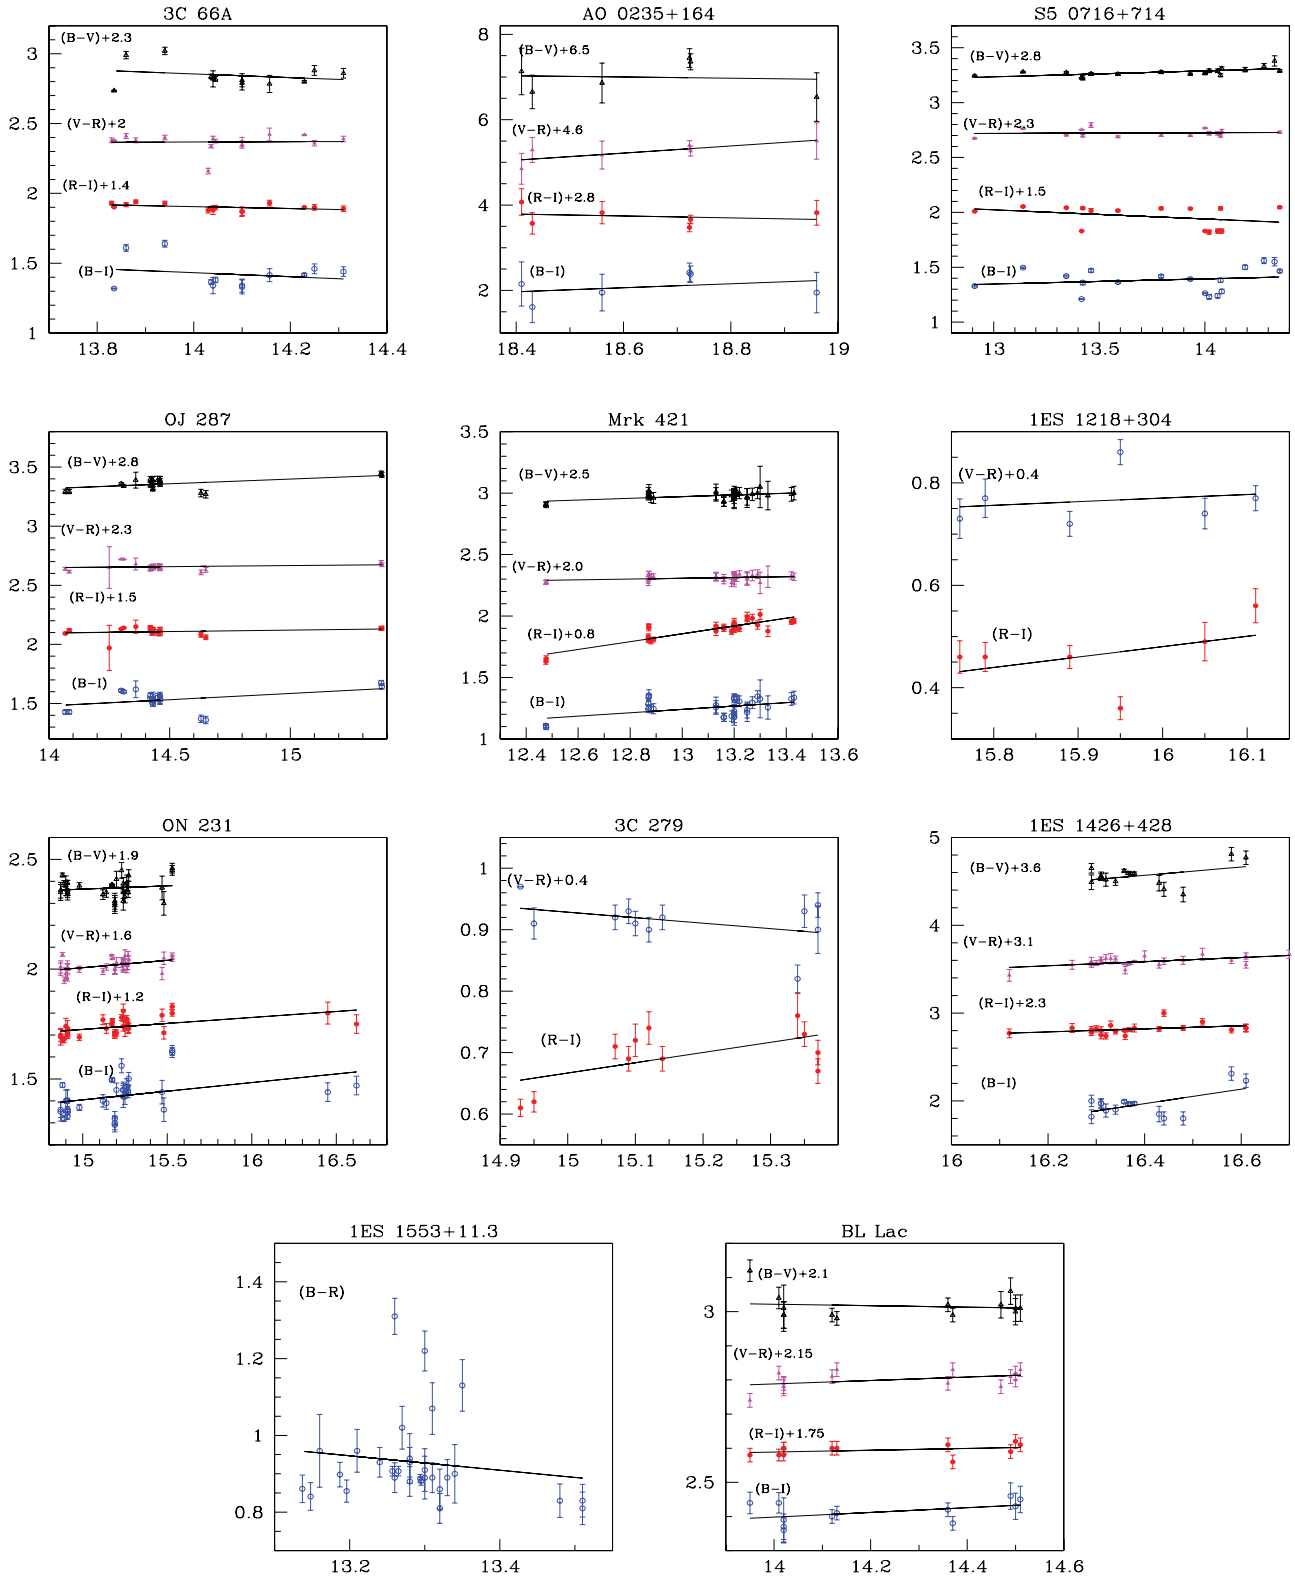 3C 66A
(B-V)+2.3
(V-R)+2
(R-I)+1.4
(B-I)
3
2.5
2
1.5
1
13.8 14 14.2 14.4
AO 0235+164
(B-V)+6.5
(V-R)+4.6
(R-I)+2.8
(B-I)
8
6
4
2
18.4 18.6 18.8 19
S5 0716+714
(B-V)+2.8
(V-R)+2.3
(R-I)+1.5
(B-I)
3.5
3
2.5
2
1.5
1
13 13.5 14
OJ 287
(B-V)+2.8
(V-R)+2.3
(R-I)+1.5
(B-I)
3.5
3
2.5
2
1.5
14 14.5 15
Mrk 421
(B-V)+2.5
(V-R)+2.0
(R-I)+0.8
(B-I)
3.5
3
2.5
2
1.5
1
12.4 12.6 12.8 13 13.2 13.4 13.6
1ES 1218+304
(V-R)+0.4
(R-I)
0.8
0.6
0.4
15.8 15.9 16 16.1
ON 231
(B-V)+1.9
(V-R)+1.6
(R-I)+1.2
(B-I)
2.5
2
1.5
15 15.5 16 16.5
3C 279
(V-R)+0.4
(R-I)
1
0.9
0.8
0.7
0.6
14.9 15 15.1 15.2 15.3
1ES 1426+428
(B-V)+3.6
(V-R)+3.1
(R-I)+2.3
(B-I)
5
4
3
2
16 16.2 16.4 16.6
1ES 1553+11.3
(B-R)
1.4
1.2
1
0.8
13.2 13.4
BL Lac
(B-V)+2.1
(V-R)+2.15
(R-I)+1.75
(B-I)
3
2.5
14 14.2 14.4 14.6